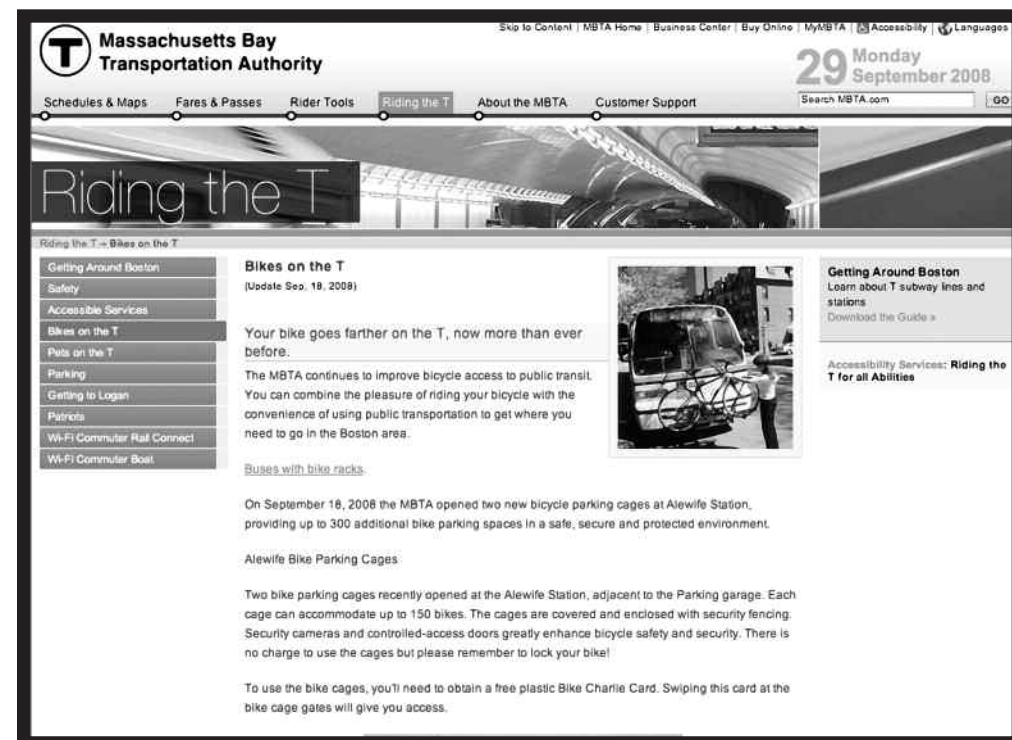 Skip to Content | MBTA Home | Business Center | Buy Online | MyMBTA | Accessibility | Languages
T
Massachusetts Bay
Transportation Authority
29 Monday
September 2008
Schedules & Maps Fares & Passes Rider Tools Riding the T About the MBTA Customer Support
Search MBTA.com GO
Riding the T
Riding the T → Bikes on the T
Getting Around Boston
Safety
Accessible Services
Bikes on the T
Pets on the T
Parking
Getting to Logan
Patriots
Wi-Fi Commuter Rail Connect
Wi-Fi Commuter Boat
Bikes on the T
(Update Sep. 18, 2008)
Your bike goes farther on the T, now more than ever
before.
The MBTA continues to improve bicycle access to public transit.
You can combine the pleasure of riding your bicycle with the
convenience of using public transportation to get where you
need to go in the Boston area.
Buses with bike racks.
On September 18, 2008 the MBTA opened two new bicycle parking cages at Alewife Station,
providing up to 300 additional bike parking spaces in a safe, secure and protected environment.
Alewife Bike Parking Cages
Two bike parking cages recently opened at the Alewife Station, adjacent to the Parking garage. Each
cage can accommodate up to 150 bikes. The cages are covered and enclosed with security fencing.
Security cameras and controlled-access doors greatly enhance bicycle safety and security. There is
no charge to use the cages but please remember to lock your bike!
To use the bike cages, you'll need to obtain a free plastic Bike Charlie Card. Swiping this card at the
bike cage gates will give you access.
Getting Around Boston
Learn about T subway lines and
stations
Download the Guide »
Accessibility Services: Riding the
T for all Abilities